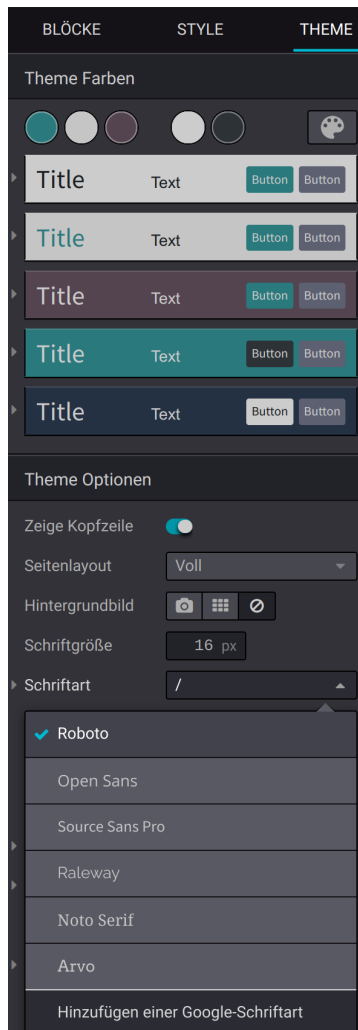 BLÖCKE STYLE THEME
Theme Farben
Title Text Button Button
Title Text Button Button
Title Text Button Button
Title Text Button Button
Title Text Button Button
Theme Optionen
Zeige Kopfzeile
Seitenlayout Voll
Hintergrundbild
Schriftgröße 16 px
Schriftart /
Roboto
Open Sans
Source Sans Pro
Raleway
Noto Serif
Arvo
Hinzufügen einer Google-Schriftart